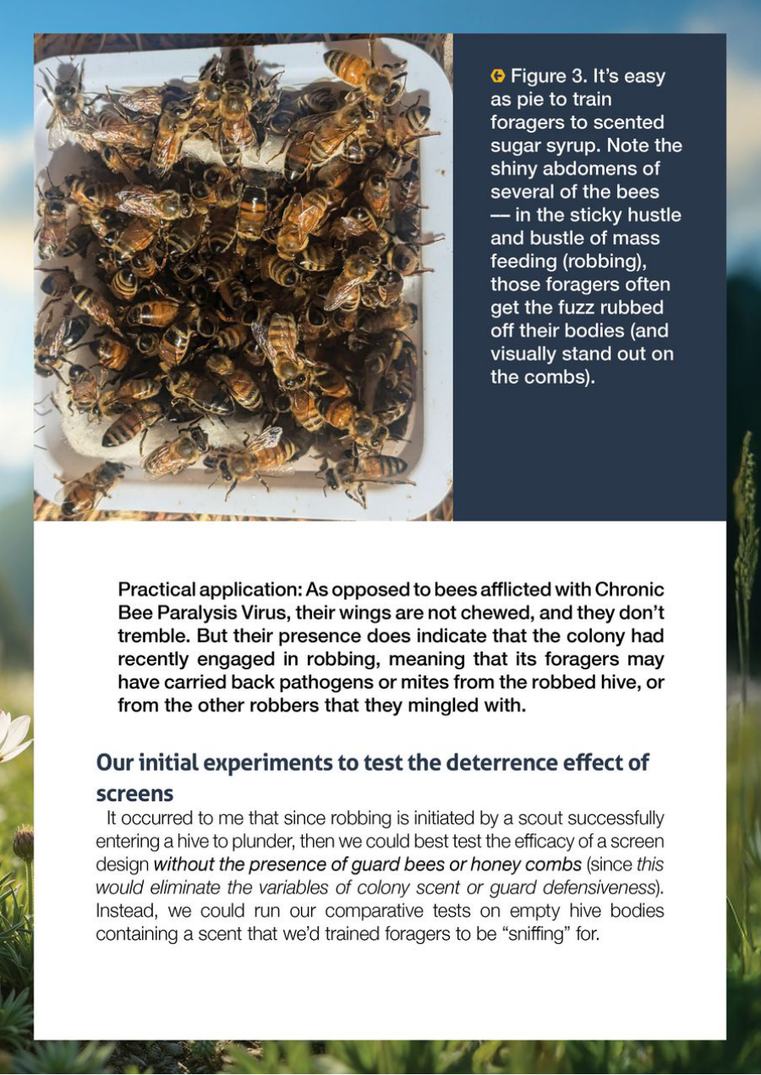 Figure 3. It’s easy
as pie to train
foragers to scented
sugar syrup. Note the
shiny abdomens of
several of the bees
— in the sticky hustle
and bustle of mass
feeding (robbing),
those foragers often
get the fuzz rubbed
off their bodies (and
visually stand out on
the combs).
Practical application: As opposed to bees afflicted with Chronic
Bee Paralysis Virus, their wings are not chewed, and they don’t
tremble. But their presence does indicate that the colony had
recently engaged in robbing, meaning that its foragers may
have carried back pathogens or mites from the robbed hive, or
from the other robbers that they mingled with.
Our initial experiments to test the deterrence effect of
screens
It occurred to me that since robbing is initiated by a scout successfully
entering a hive to plunder, then we could best test the efficacy of a screen
design without the presence of guard bees or honey combs (since this
would eliminate the variables of colony scent or guard defensiveness).
Instead, we could run our comparative tests on empty hive bodies
containing a scent that we’d trained foragers to be “sniffing” for.